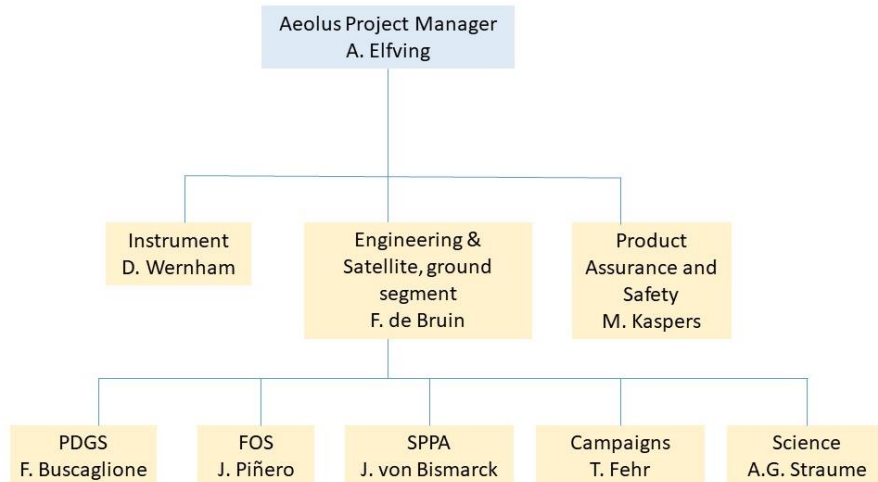 Aeolus Project Manager
A. Elfving
Instrument
D. Wernham
Engineering &
Satellite, ground
segment
F. de Bruin
Product
Assurance and
Safety
M. Kaspers
PDGS
F. Buscaglione
FOS
J. Piñero
SPPA
J. von Bismarck
Campaigns
T. Fehr
Science
A.G. Straume